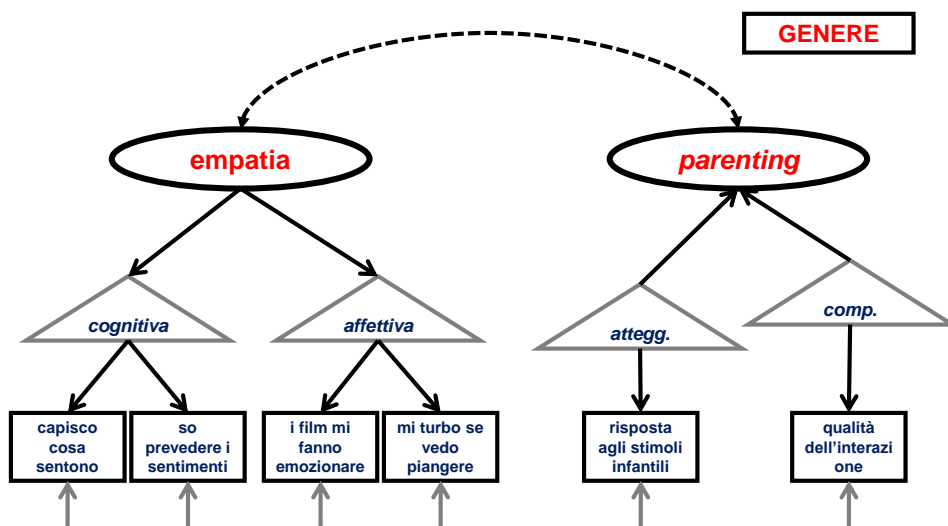 GENERE
empatia
parenting
cognitiva
affettiva
attegg.
comp.
capisco
cosa
sentono
so
prevedere i
sentimenti
i film mi
fanno
emozionare
mi turbo se
vedo
piangere
risposta
agli stimoli
infantili
qualità
dell'interazi
one